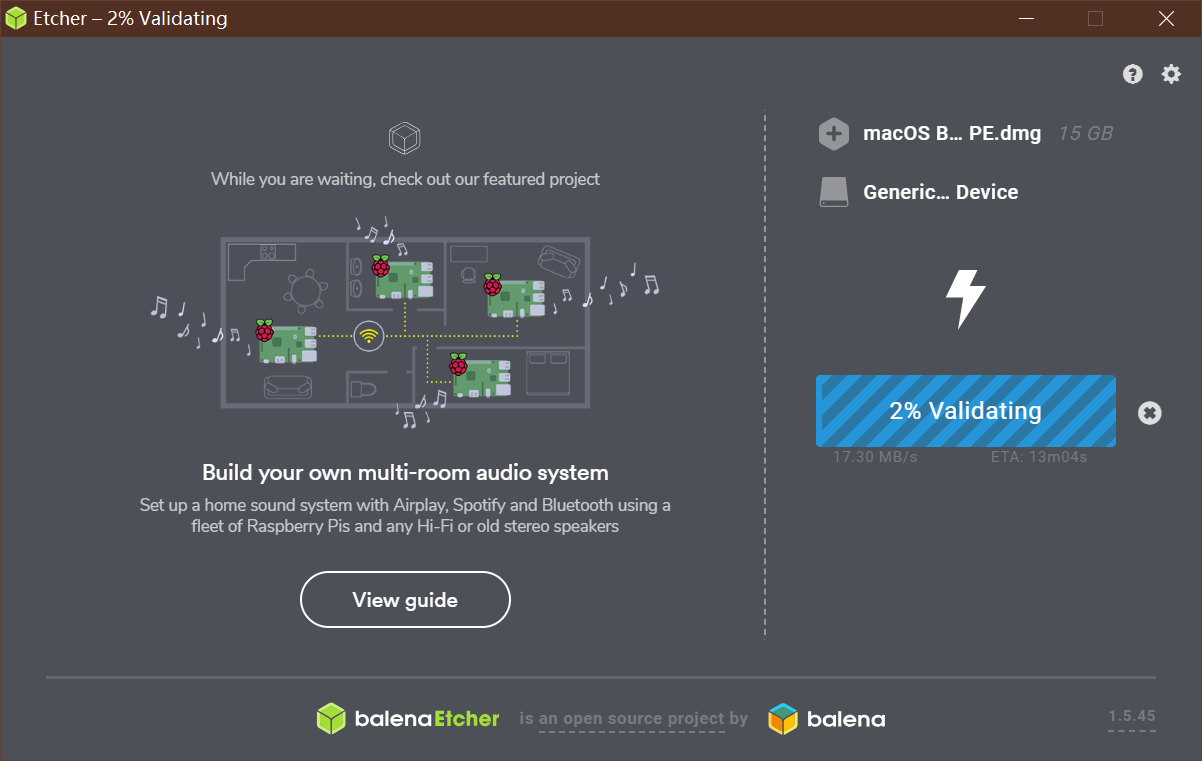 Etcher – 2% Validating
While you are waiting, check out our featured project
Build your own multi-room audio system
Set up a home sound system with Airplay, Spotify and Bluetooth using a
fleet of Raspberry Pis and any Hi-Fi or old stereo speakers
View guide
macOS B... PE.dmg 15 GB
Generic... Device
2% Validating
17.30 MB/s ETA: 13m04s
balenaEtcher is an open source project by balena 1.5.45